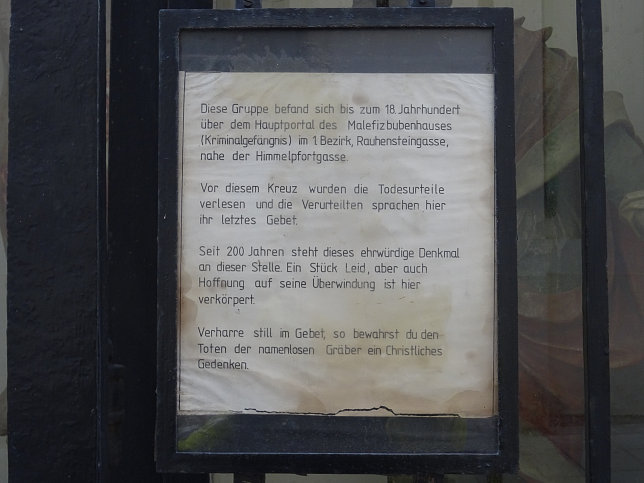 Diese Gruppe befand sich bis zum 18. Jahrhundert
über dem Hauptportal des Malefizbubenhauses
(Kriminalgefängnis) im 1. Bezirk, Rauhensteingasse,
nahe der Himmelpfortgasse.
Vor diesem Kreuz wurden die Todesurteile
verlesen und die Verurteilten sprachen hier
ihr letztes Gebet.
Seit 200 Jahren steht dieses ehrwürdige Denkmal
an dieser Stelle. Ein Stück Leid, aber auch
Hoffnung auf seine Überwindung ist hier
verkörpert.
Verharre still im Gebet, so bewahrst du den
Toten der namenlosen Gräber ein Christliches
Gedenken.